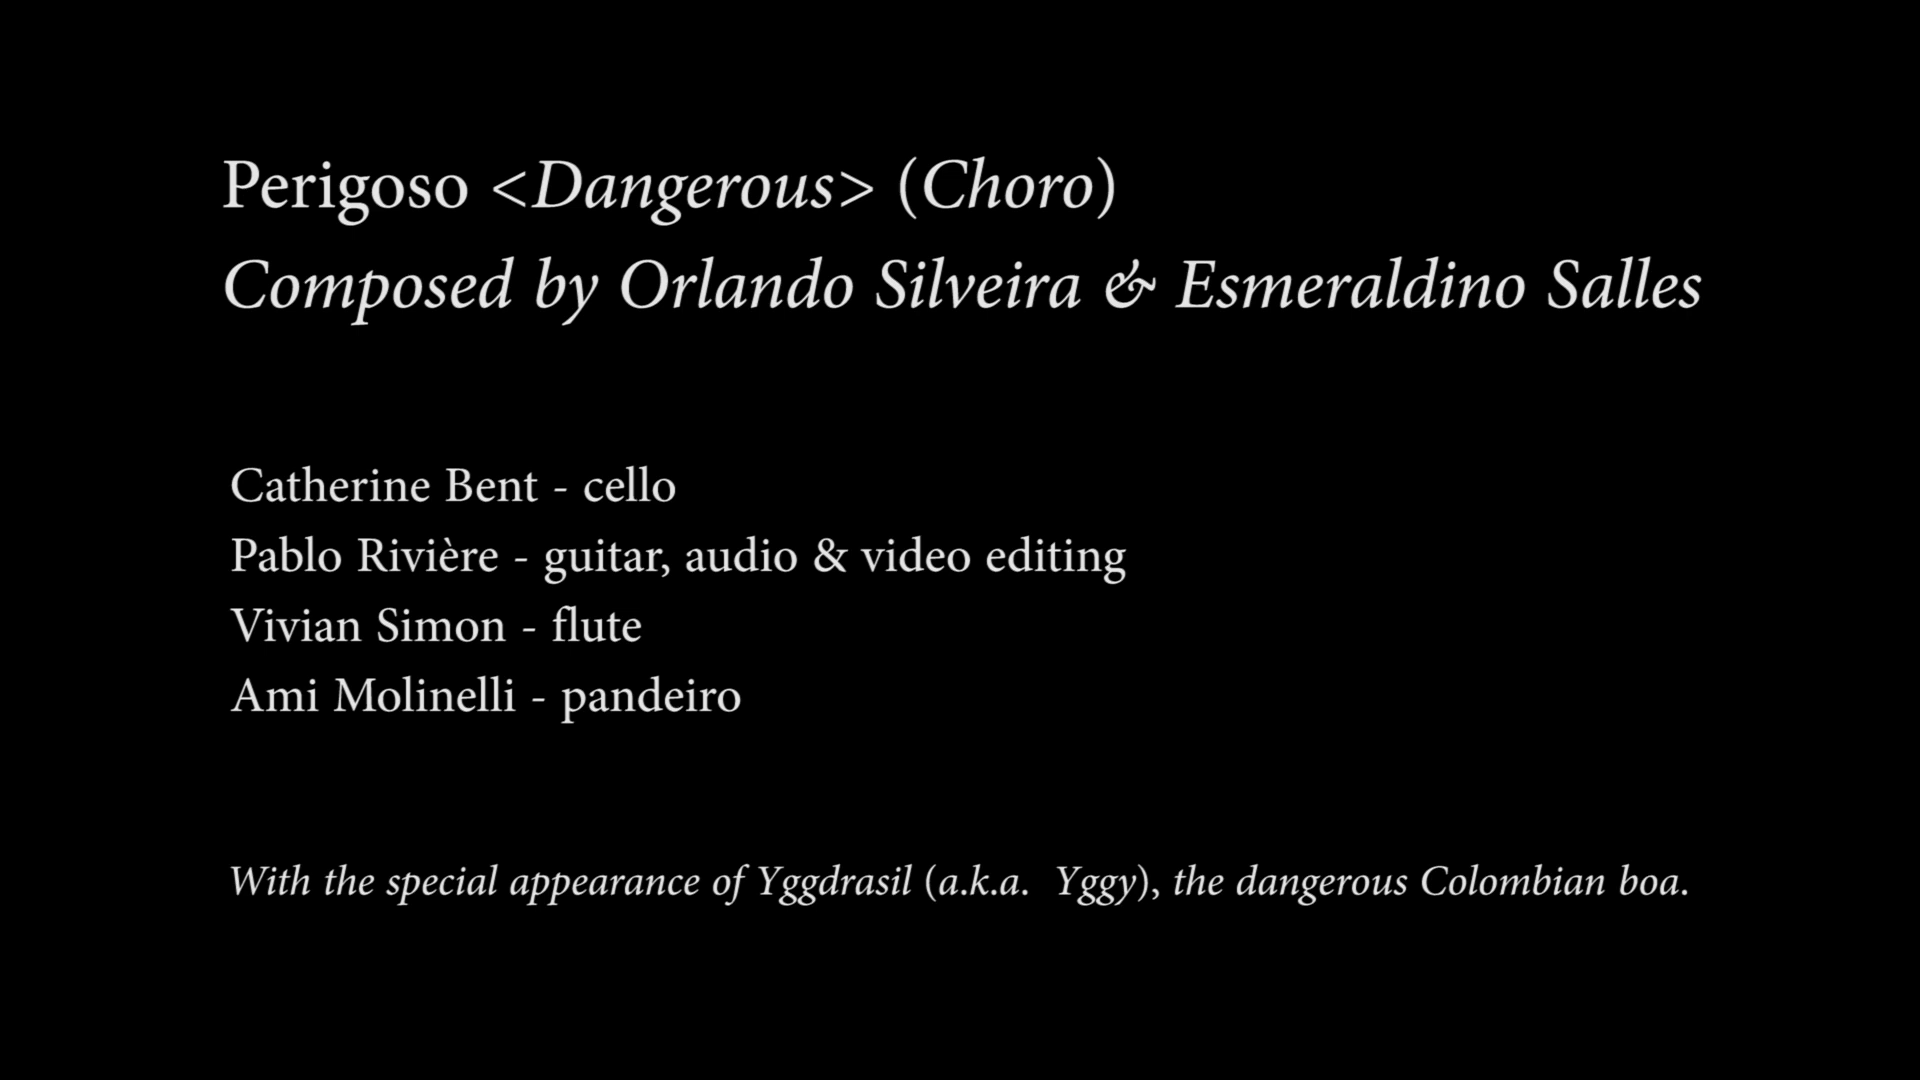 Perigoso <Dangerous> (Choro)
Composed by Orlando Silveira & Esmeraldino Salles
Catherine Bent - cello
Pablo Rivière - guitar, audio & video editing
Vivian Simon - flute
Ami Molinelli - pandeiro
With the special appearance of Yggdrasil (a.k.a.  Yggy), the dangerous Colombian boa.